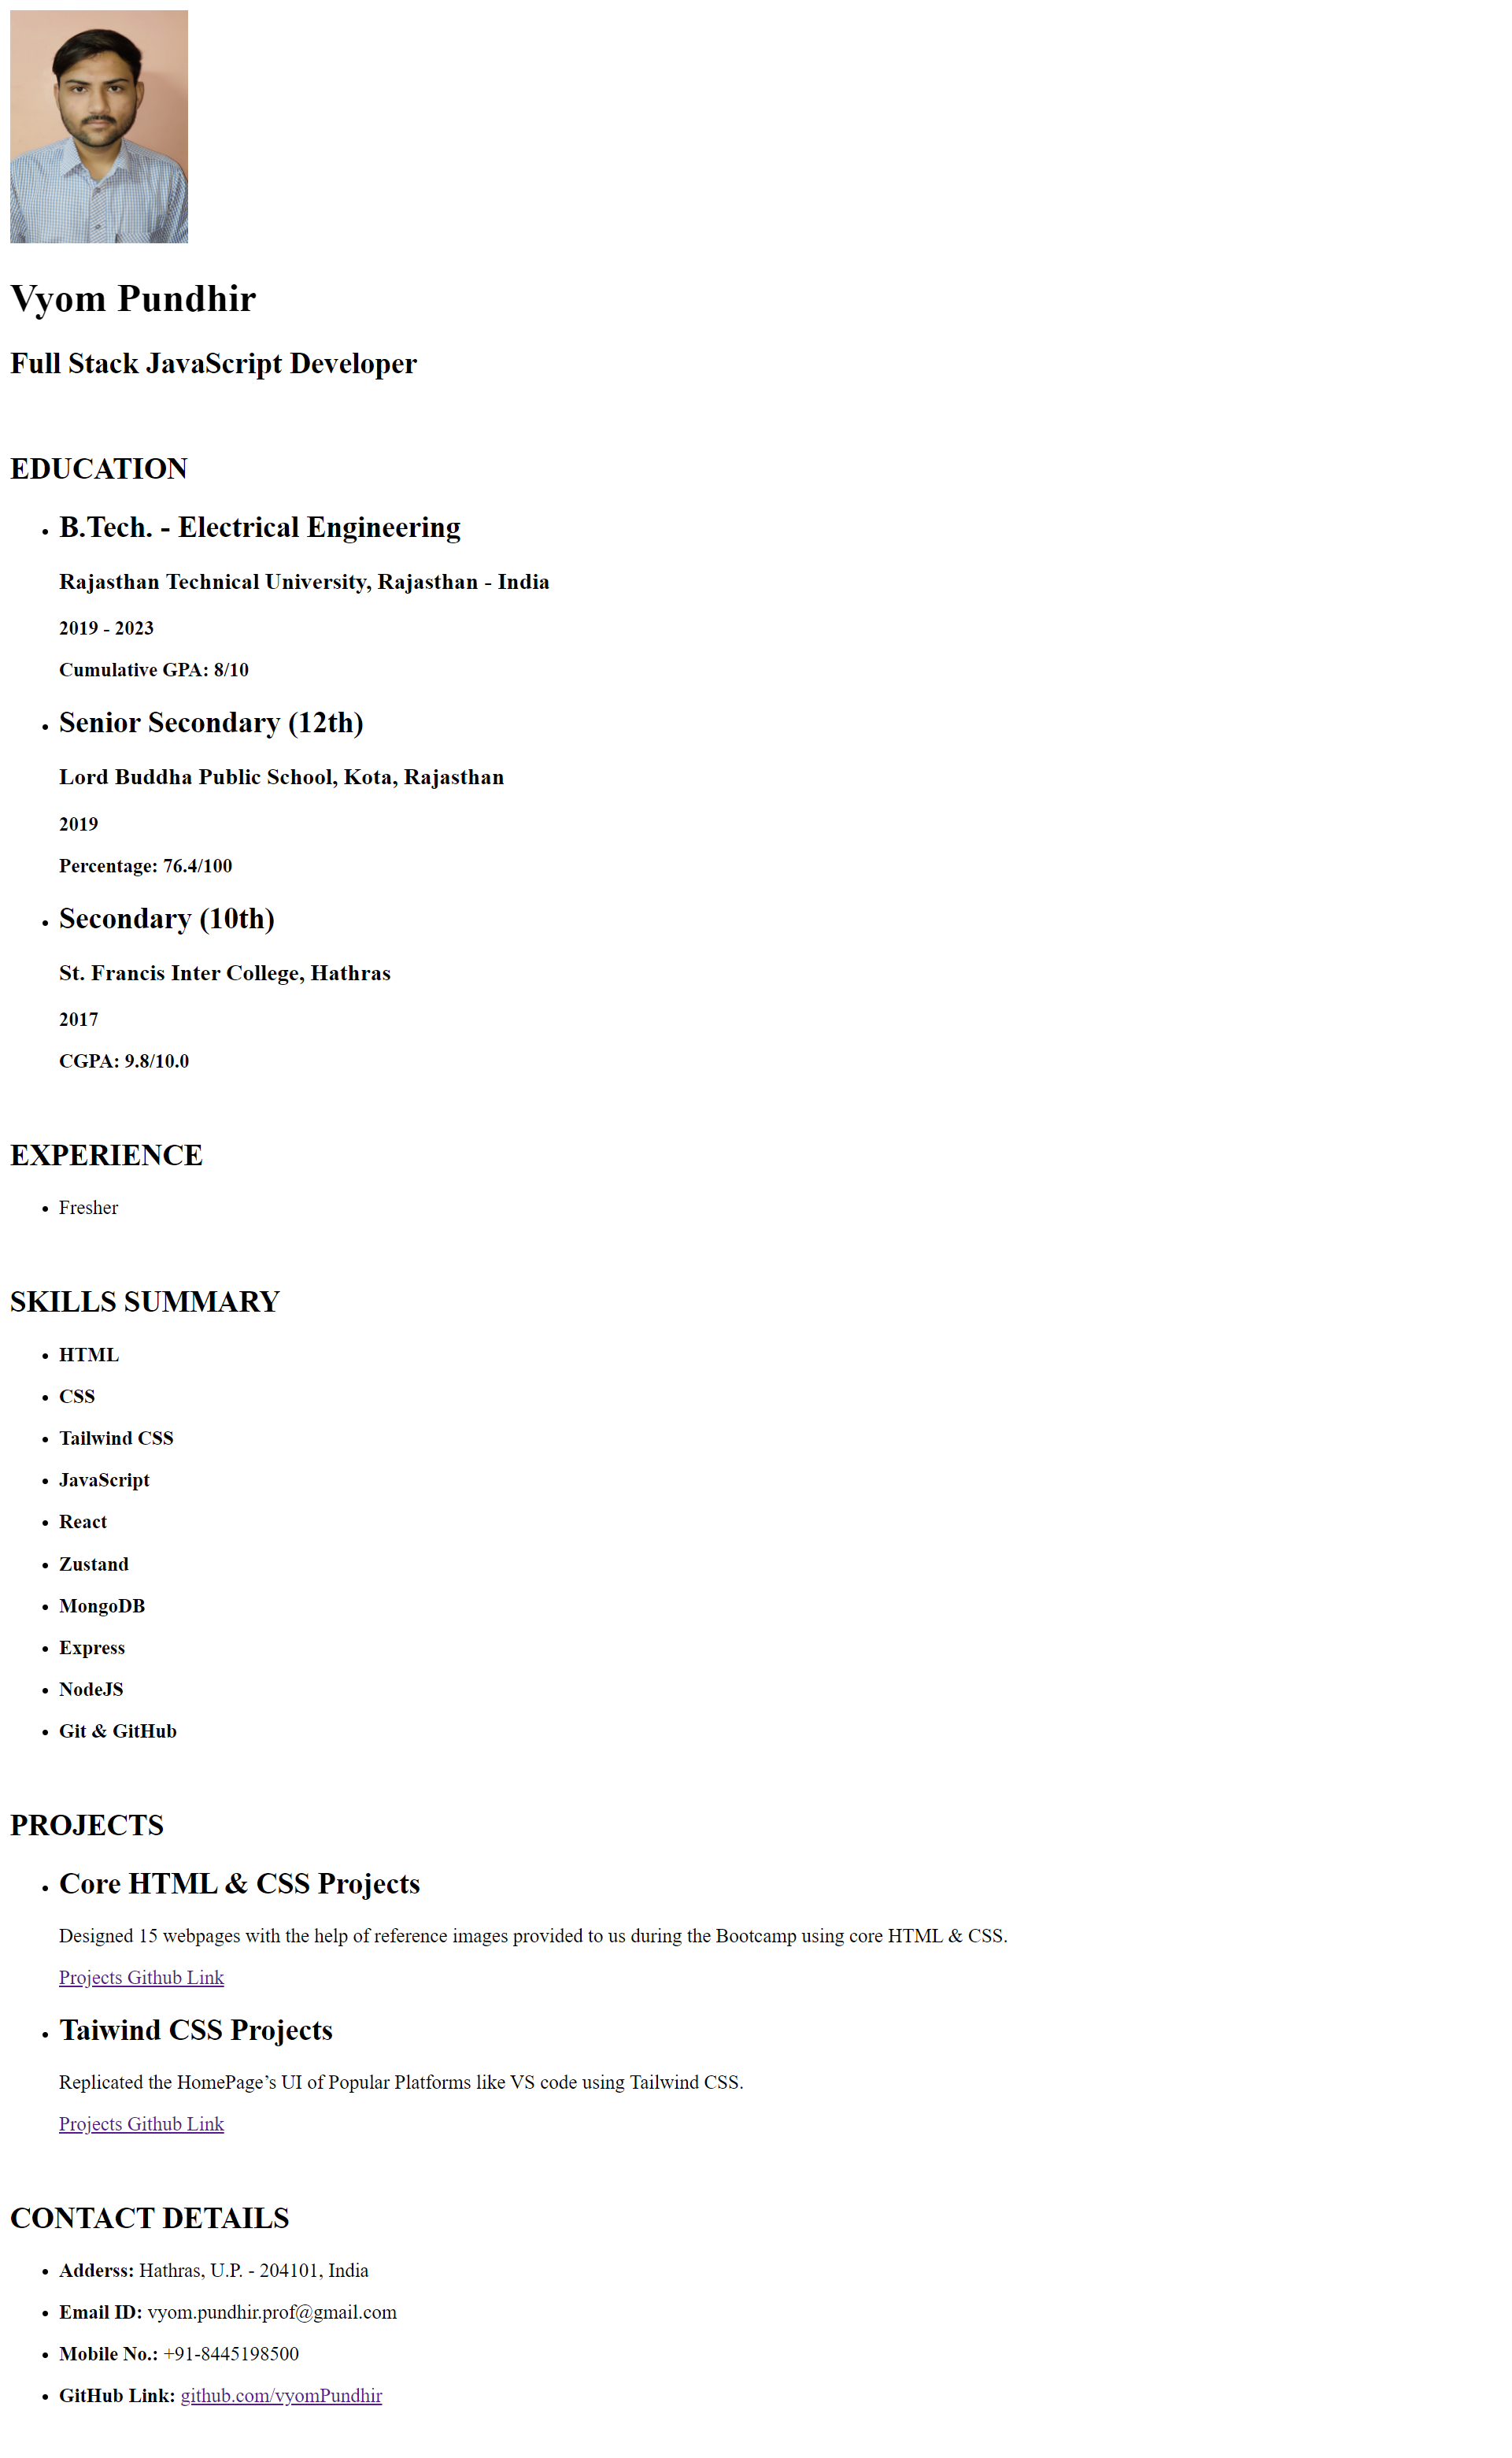 Vyom Pundhir
Full Stack JavaScript Developer
EDUCATION
B.Tech. - Electrical Engineering
Rajasthan Technical University, Rajasthan - India
2019 - 2023
Cumulative GPA: 8/10
Senior Secondary (12th)
Lord Buddha Public School, Kota, Rajasthan
2019
Percentage: 76.4/100
Secondary (10th)
St. Francis Inter College, Hathras
2017
CGPA: 9.8/10.0
EXPERIENCE
Fresher
SKILLS SUMMARY
HTML
CSS
Tailwind CSS
JavaScript
React
Zustand
MongoDB
Express
NodeJS
Git & GitHub
PROJECTS
Core HTML & CSS Projects
Designed 15 webpages with the help of reference images provided to us during the Bootcamp using core HTML & CSS.
Projects Github Link
Taiwind CSS Projects
Replicated the HomePage’s UI of Popular Platforms like VS code using Tailwind CSS.
Projects Github Link
CONTACT DETAILS
Adderss: Hathras, U.P. - 204101, India
Email ID: vyom.pundhir.prof@gmail.com
Mobile No.: +91-8445198500
GitHub Link: github.com/vyomPundhir